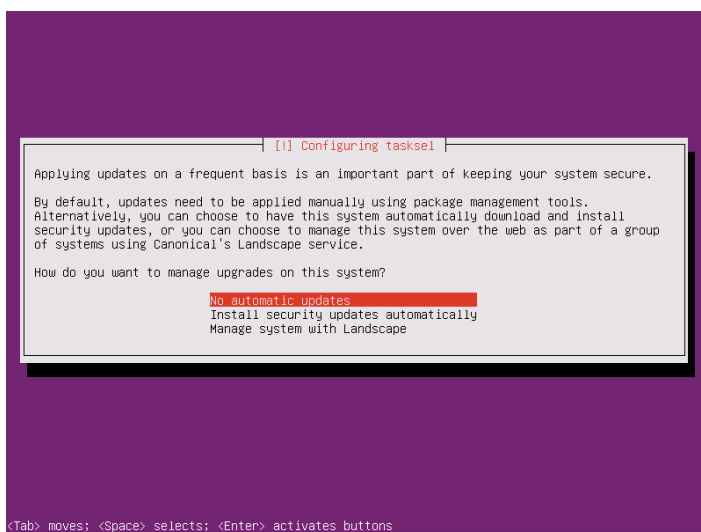 [!] Configuring tasksel
Applying updates on a frequent basis is an important part of keeping your system secure.
By default, updates need to be applied manually using package management tools.
Alternatively, you can choose to have this system automatically download and install
security updates, or you can choose to manage this system over the web as part of a group
of systems using Canonical's Landscape service.
How do you want to manage upgrades on this system?
No automatic updates
Install security updates automatically
Manage system with Landscape
<Tab> moves; <Space> selects; <Enter> activates buttons